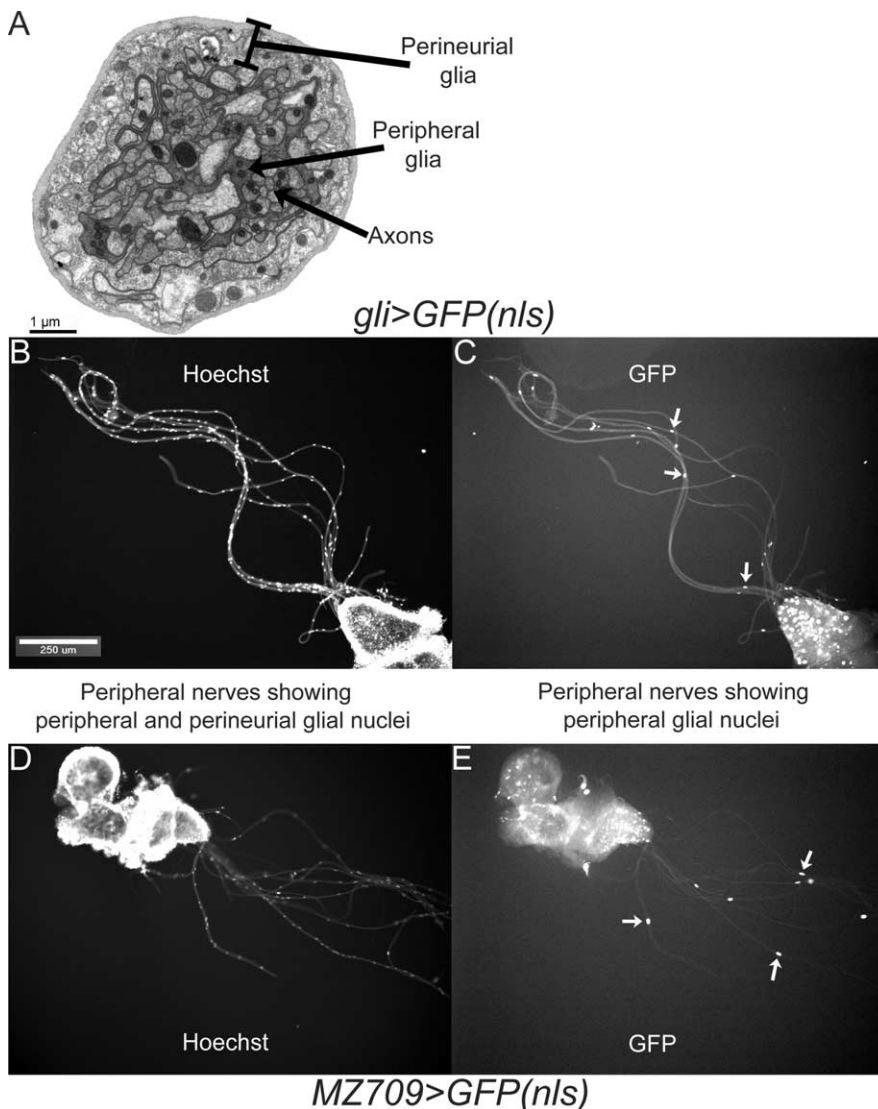 A
Perineurial
glia
Peripheral
glia
Axons
1 µm
gli>GFP(nls)
B
Hoechst
250 um
C
GFP
Peripheral nerves showing
peripheral and perineurial glial nuclei
Peripheral nerves showing
peripheral glial nuclei
D
Hoechst
E
GFP
MZ709>GFP(nls)